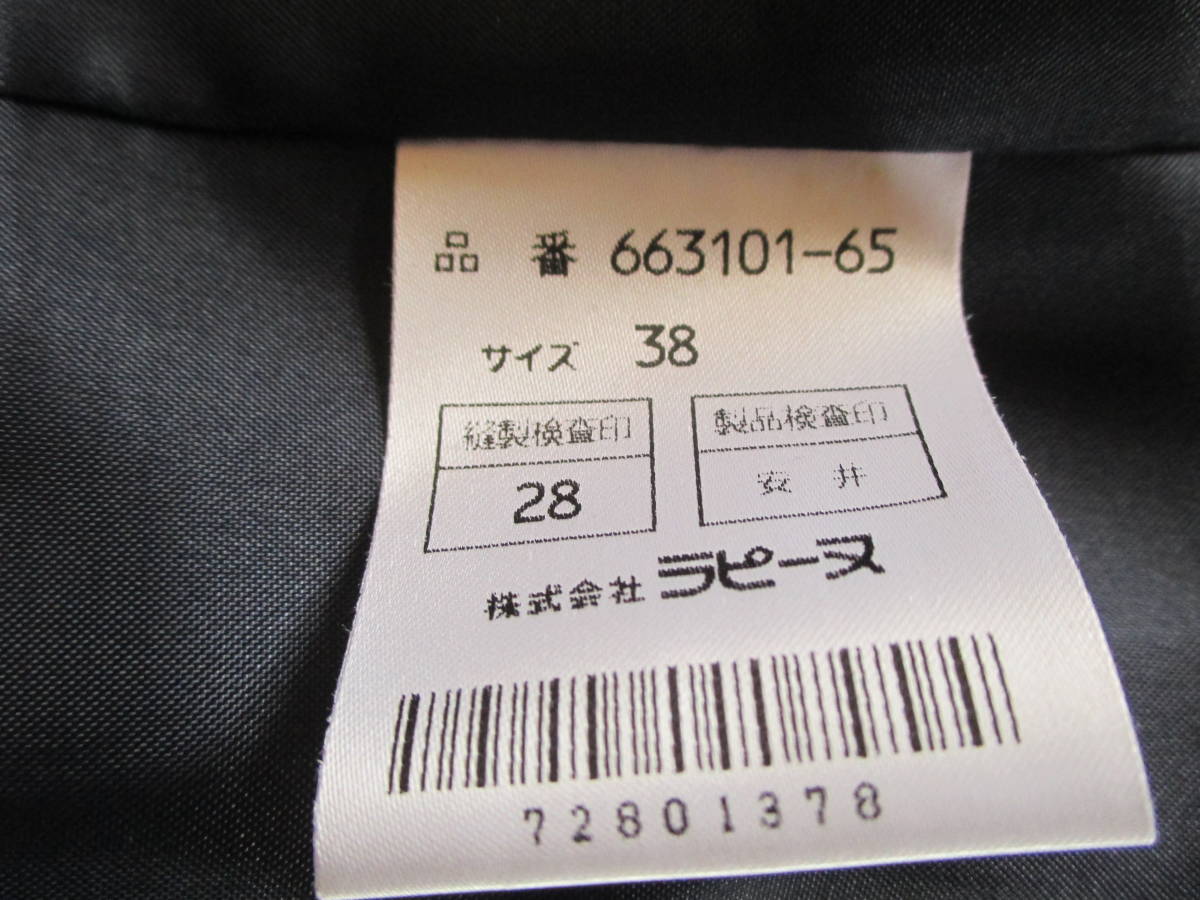 品 番 663101-65
サイズ 38
縫製検査印 製品検査印
28 安 井
株式会社 ラピーヌ
72801378